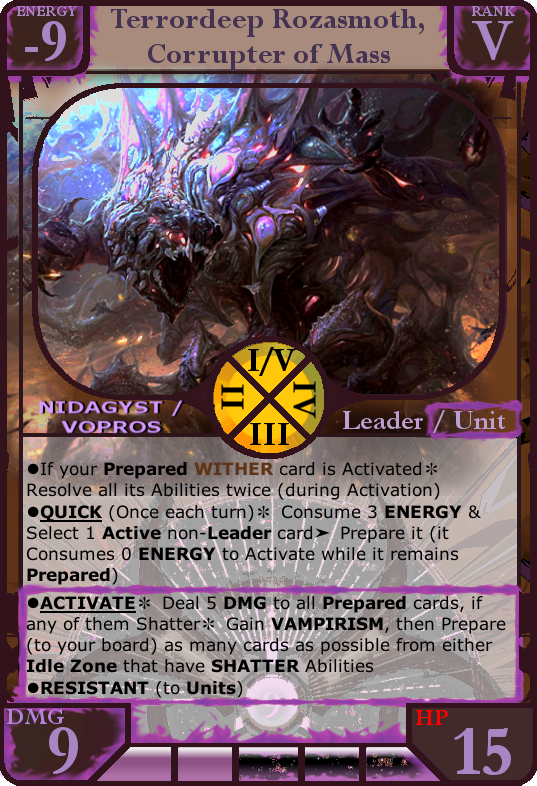 ENERGY
-9
Terrordeep Rozasmoth,
Corrupter of Mass
RANK
V
I/V
II
IV
III
NIDAGYST /
VOPROS
Leader / Unit
●If your Prepared WITHER card is Activated✻
Resolve all its Abilities twice (during Activation)
●QUICK (Once each turn)✻ Consume 3 ENERGY &
Select 1 Active non-Leader card➤ Prepare it (it
Consumes 0 ENERGY to Activate while it remains
Prepared)
●ACTIVATE✻ Deal 5 DMG to all Prepared cards, if
any of them Shatter✻ Gain VAMPIRISM, then Prepare
(to your board) as many cards as possible from either
Idle Zone that have SHATTER Abilities
●RESISTANT (to Units)
DMG
9
HP
15